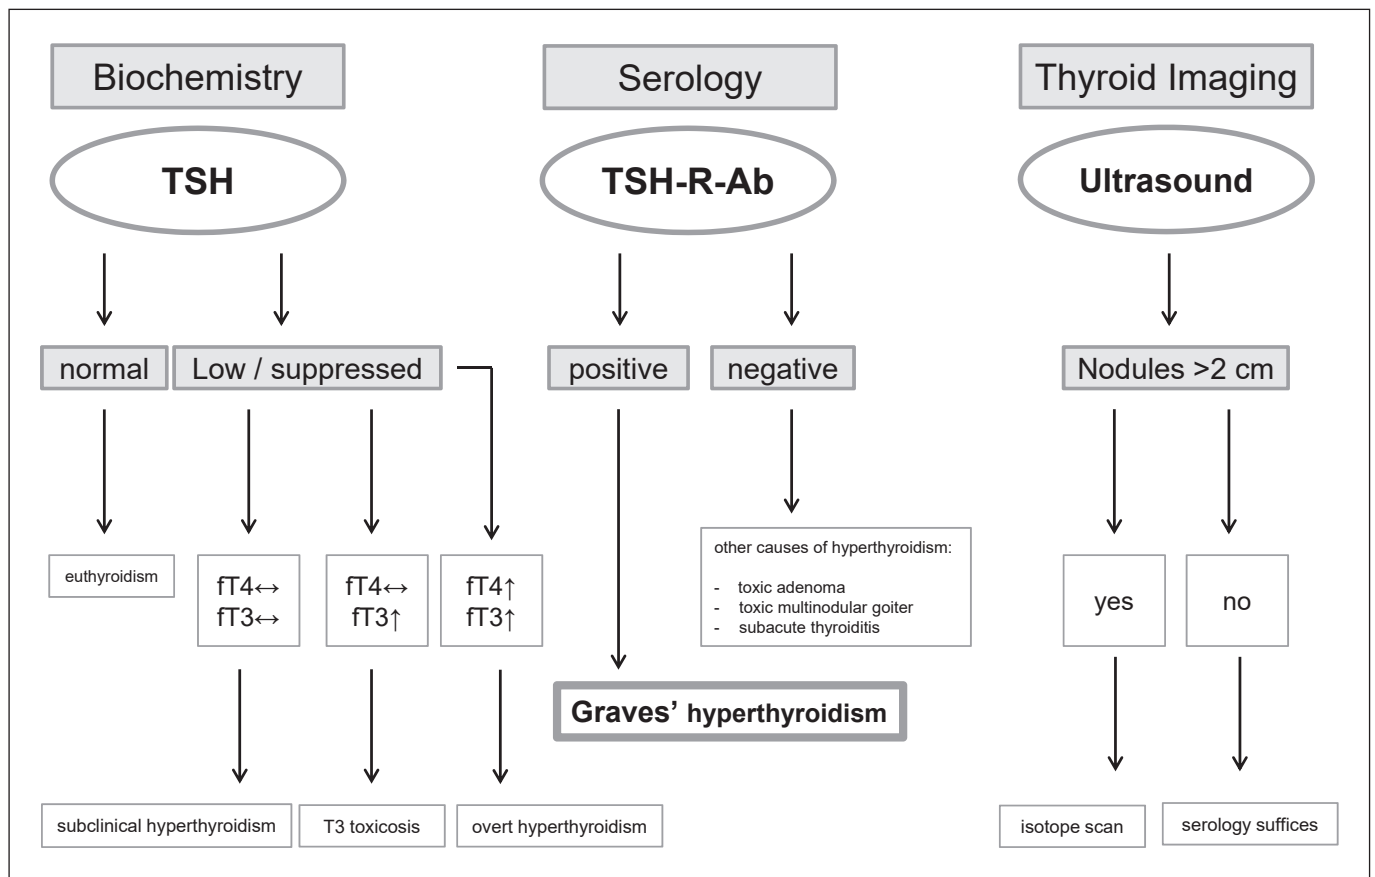 Biochemistry
Serology
Thyroid Imaging
TSH
TSH-R-Ab
Ultrasound
normal
Low / suppressed
positive
negative
Nodules >2 cm
euthyroidism
fT4↔
fT3↔
fT4↔
fT3↑
fT4↑
fT3↑
other causes of hyperthyroidism:
- toxic adenoma
- toxic multinodular goiter
- subacute thyroiditis
yes
no
Graves’ hyperthyroidism
subclinical hyperthyroidism
T3 toxicosis
overt hyperthyroidism
isotope scan
serology suffices